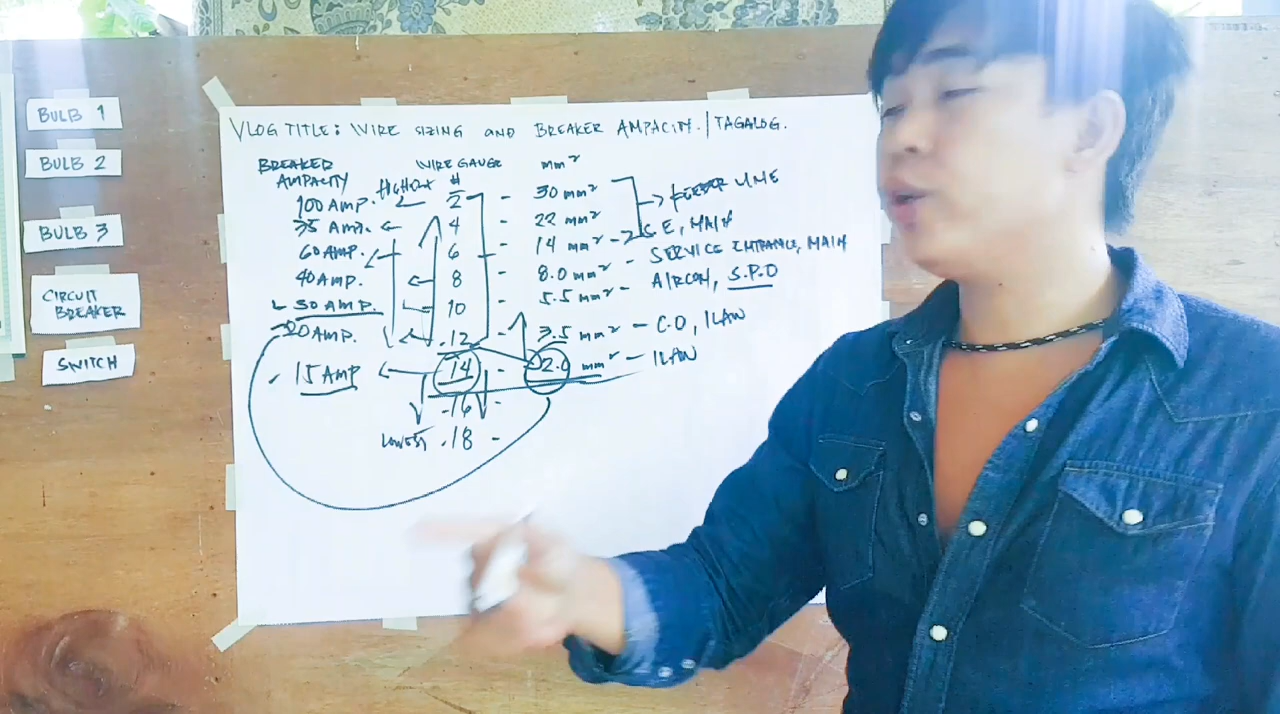 BULB 1
BULB 2
BULB 3
CIRCUIT BREAKER
SWITCH
VLOG TITLE: WIRE SIZING AND BREAKER AMPACITY. / TAGALOG.
BREAKER AMPACITY WIRE GAUGE # mm²
HIGHEST
100 AMP. 2 - 30 mm² FEEDER LINE
4 - 22 mm²
60 AMP. 6 - 14 mm² - S.E, MAIN
40 AMP. 8 - 8.0 mm² - SERVICE ENTRANCE, MAIN
30 AMP. 10 - 5.5 mm² - AIRCON, S.P.O
20 AMP. .12 - 3.5 mm² - C.O, ILAW
15 AMP 14 - 2.0 mm² - ILAW
.16 -
LOWEST .18 -